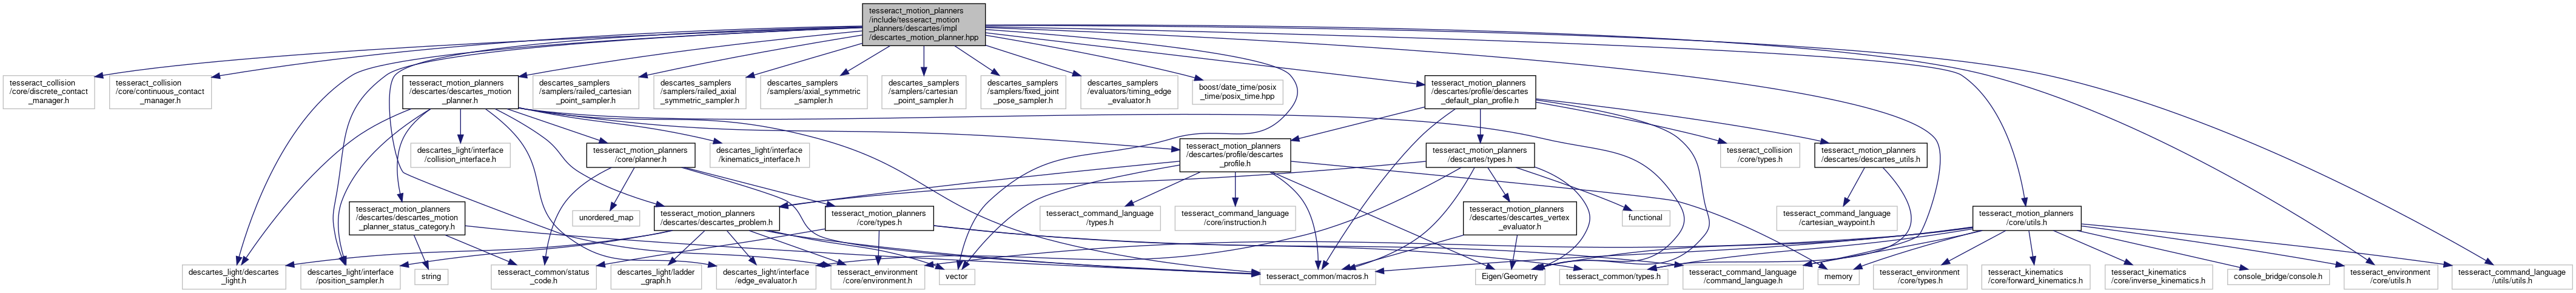 tesseract_motion_planners
/include/tesseract_motion
_planners/descartes/impl
/descartes_motion_planner.hpp
tesseract_collision
/core/discrete_contact
_manager.h
tesseract_collision
/core/continuous_contact
_manager.h
tesseract_motion_planners
/descartes/descartes_motion
_planner.h
descartes_samplers
/samplers/railed_cartesian
_point_sampler.h
descartes_samplers
/samplers/railed_axial
_symmetric_sampler.h
descartes_samplers
/samplers/axial_symmetric
_sampler.h
descartes_samplers
/samplers/cartesian
_point_sampler.h
descartes_samplers
/samplers/fixed_joint
_pose_sampler.h
descartes_samplers
/evaluators/timing_edge
_evaluator.h
boost/date_time/posix
_time/posix_time.hpp
tesseract_motion_planners
/descartes/profile/descartes
_default_plan_profile.h
descartes_light/interface
/collision_interface.h
tesseract_motion_planners
/core/planner.h
descartes_light/interface
/kinematics_interface.h
tesseract_motion_planners
/descartes/profile/descartes
_profile.h
tesseract_motion_planners
/descartes/types.h
tesseract_collision
/core/types.h
tesseract_motion_planners
/descartes/descartes_utils.h
tesseract_motion_planners
/descartes/descartes_motion
_planner_status_category.h
unordered_map
tesseract_motion_planners
/descartes/descartes_problem.h
tesseract_motion_planners
/core/types.h
tesseract_command_language
/types.h
tesseract_command_language
/core/instruction.h
tesseract_motion_planners
/descartes/descartes_vertex
_evaluator.h
functional
tesseract_command_language
/cartesian_waypoint.h
tesseract_motion_planners
/core/utils.h
descartes_light/descartes
_light.h
descartes_light/interface
/position_sampler.h
string
tesseract_common/status
_code.h
descartes_light/ladder
_graph.h
descartes_light/interface
/edge_evaluator.h
tesseract_environment
/core/environment.h
vector
tesseract_common/macros.h
Eigen/Geometry
tesseract_common/types.h
tesseract_command_language
/command_language.h
memory
tesseract_environment
/core/types.h
tesseract_kinematics
/core/forward_kinematics.h
tesseract_kinematics
/core/inverse_kinematics.h
console_bridge/console.h
tesseract_environment
/core/utils.h
tesseract_command_language
/utils/utils.h